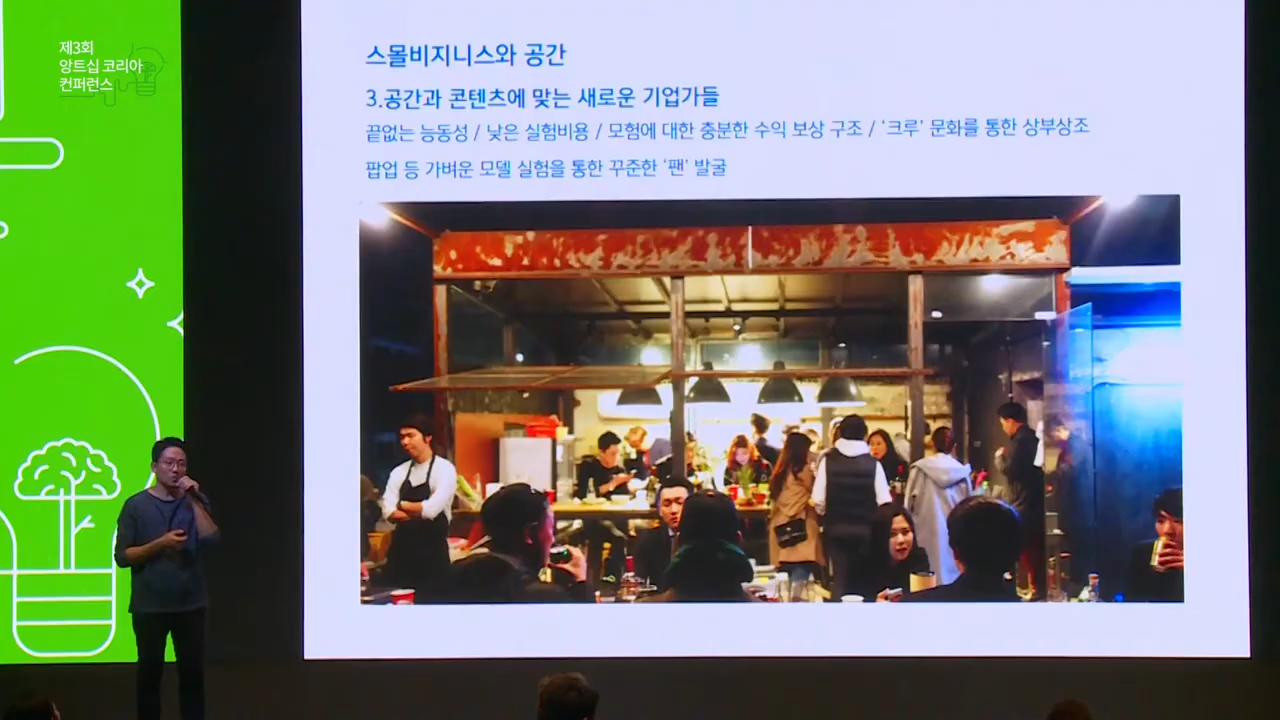 제3회
앙트십 코리아
컨퍼런스
스몰비지니스와 공간
3.공간과 콘텐츠에 맞는 새로운 기업가들
끝없는 능동성 / 낮은 실험비용 / 모험에 대한 충분한 수익 보상 구조 / ‘크루’ 문화를 통한 상부상조
팝업 등 가벼운 모델 실험을 통한 꾸준한 ‘팬’ 발굴